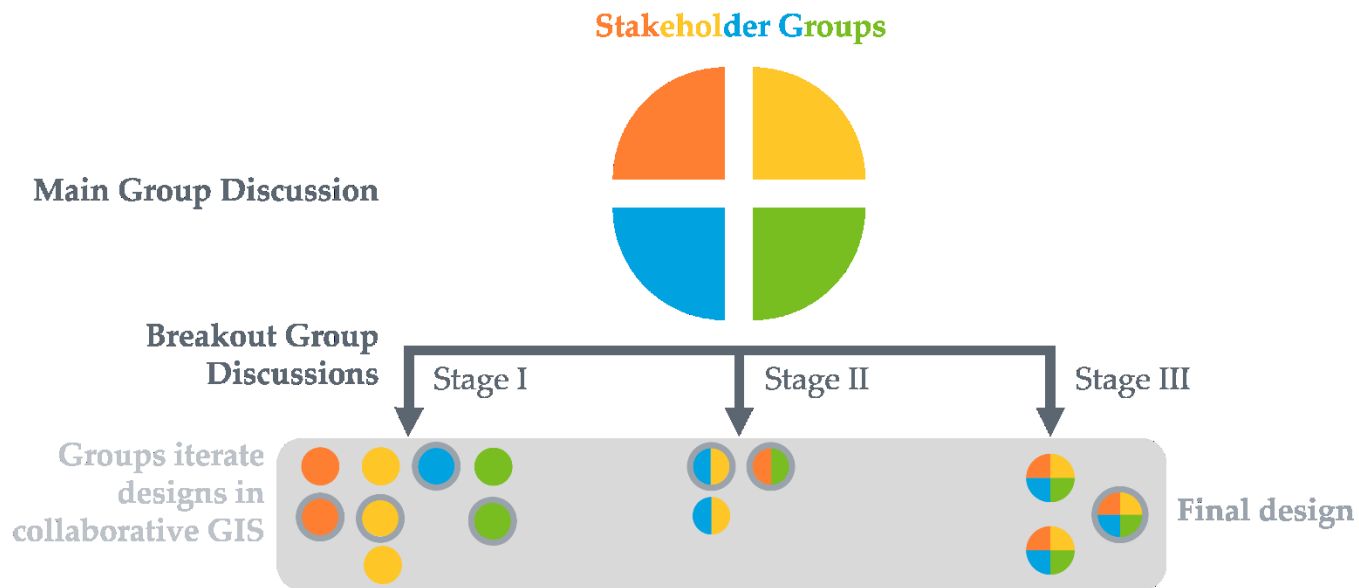 Stakeholder Groups
Main Group Discussion
Breakout Group
Discussions
Stage I
Stage II
Stage III
Groups iterate
designs in
collaborative GIS
Final design